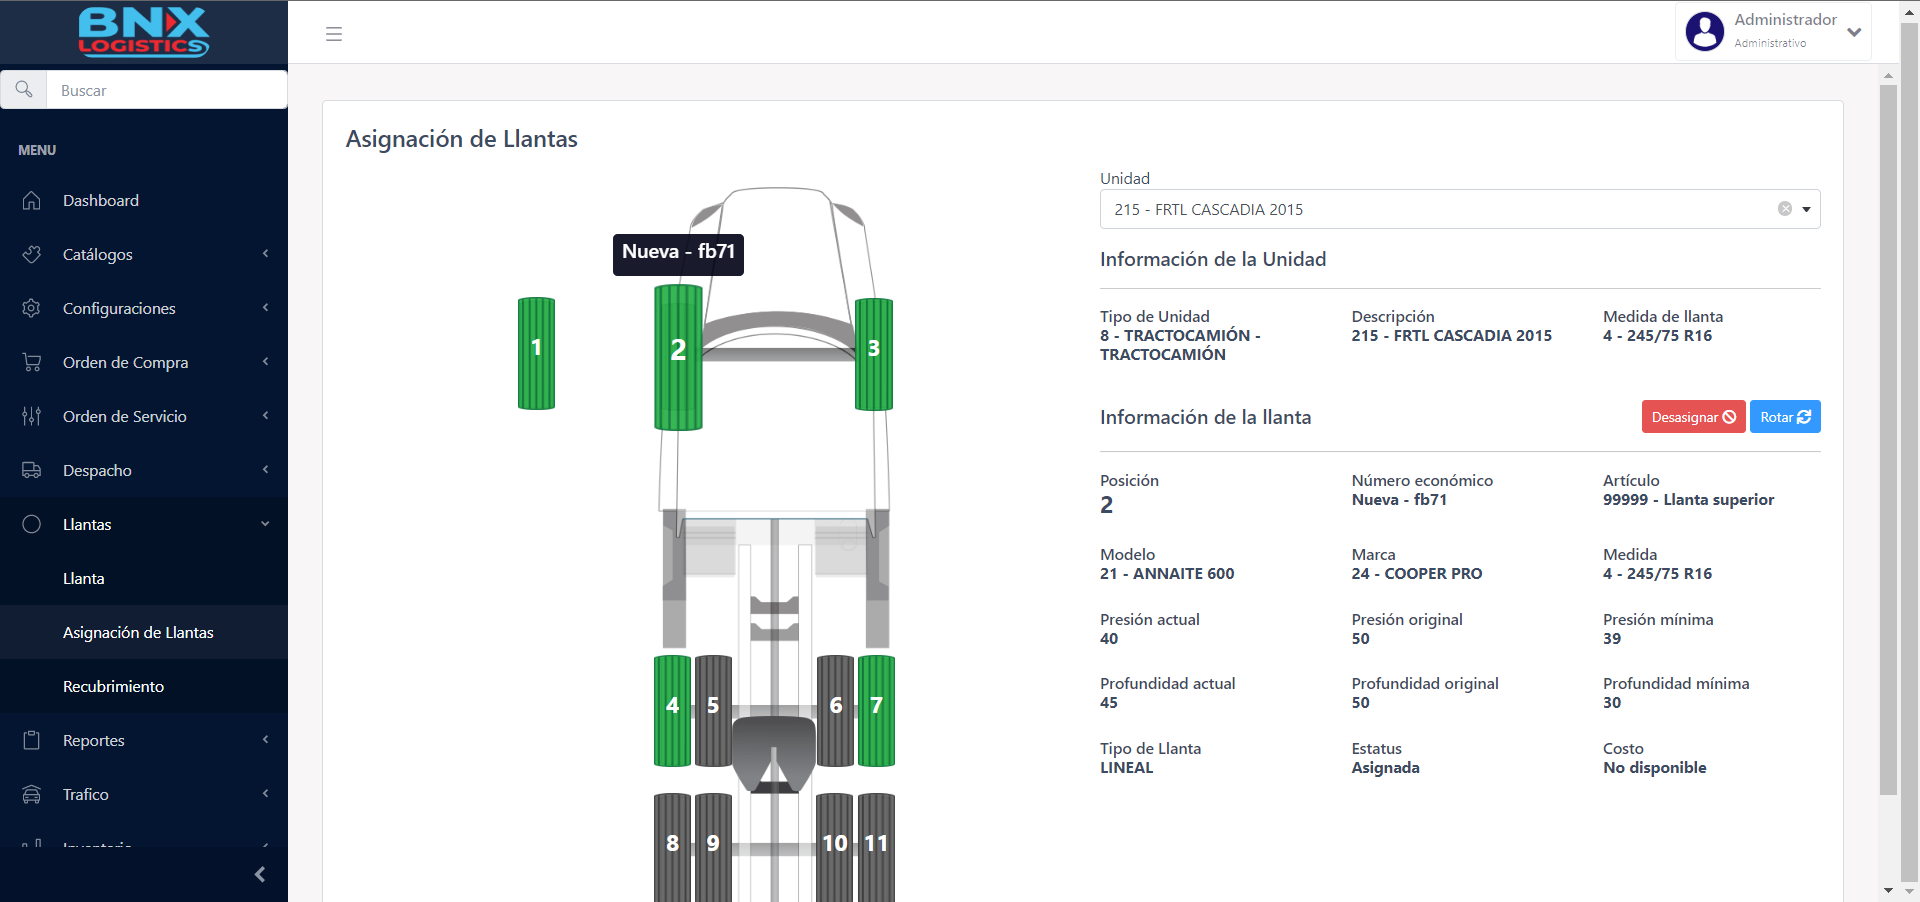 BNX
LOGISTICS
Buscar
MENU
Dashboard
Catálogos
Configuraciones
Orden de Compra
Orden de Servicio
Despacho
Llantas
Llanta
Asignación de Llantas
Recubrimiento
Reportes
Trafico
Inventario
Administrador
Administrativo
Asignación de Llantas
Nueva - fb71
1
2
3
4
5
6
7
8
9
10
11
Unidad
215 - FRTL CASCADIA 2015
Información de la Unidad
Tipo de Unidad
8 - TRACTOCAMIÓN -
TRACTOCAMIÓN
Descripción
215 - FRTL CASCADIA 2015
Medida de llanta
4 - 245/75 R16
Información de la llanta
Desasignar
Rotar
Posición
2
Número económico
Nueva - fb71
Artículo
99999 - Llanta superior
Modelo
21 - ANNAITE 600
Marca
24 - COOPER PRO
Medida
4 - 245/75 R16
Presión actual
40
Presión original
50
Presión mínima
39
Profundidad actual
45
Profundidad original
50
Profundidad mínima
30
Tipo de Llanta
LINEAL
Estatus
Asignada
Costo
No disponible